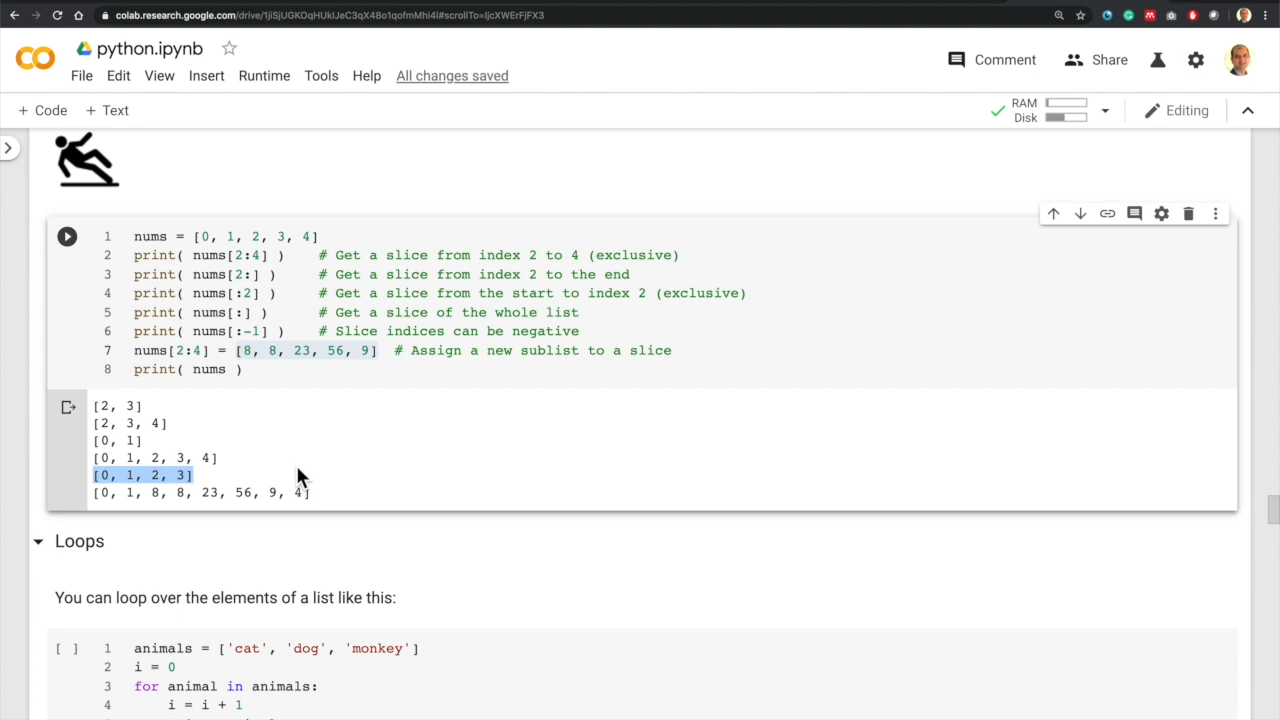 colab.research.google.com/drive/1jiSjUGKOqHUkIJeC3qX48o1qofmMhi4l#scrollTo=IjcXWErFjFX3
python.ipynb
File Edit View Insert Runtime Tools Help All changes saved
Comment Share
+ Code + Text
RAM
Disk
Editing
1 nums = [0, 1, 2, 3, 4]
2 print( nums[2:4] ) # Get a slice from index 2 to 4 (exclusive)
3 print( nums[2:] ) # Get a slice from index 2 to the end
4 print( nums[:2] ) # Get a slice from the start to index 2 (exclusive)
5 print( nums[:] ) # Get a slice of the whole list
6 print( nums[:-1] ) # Slice indices can be negative
7 nums[2:4] = [8, 8, 23, 56, 9] # Assign a new sublist to a slice
8 print( nums )
[2, 3]
[2, 3, 4]
[0, 1]
[0, 1, 2, 3, 4]
[0, 1, 2, 3]
[0, 1, 8, 8, 23, 56, 9, 4]
Loops
You can loop over the elements of a list like this:
[ ] 1 animals = ['cat', 'dog', 'monkey']
2 i = 0
3 for animal in animals:
4 i = i + 1